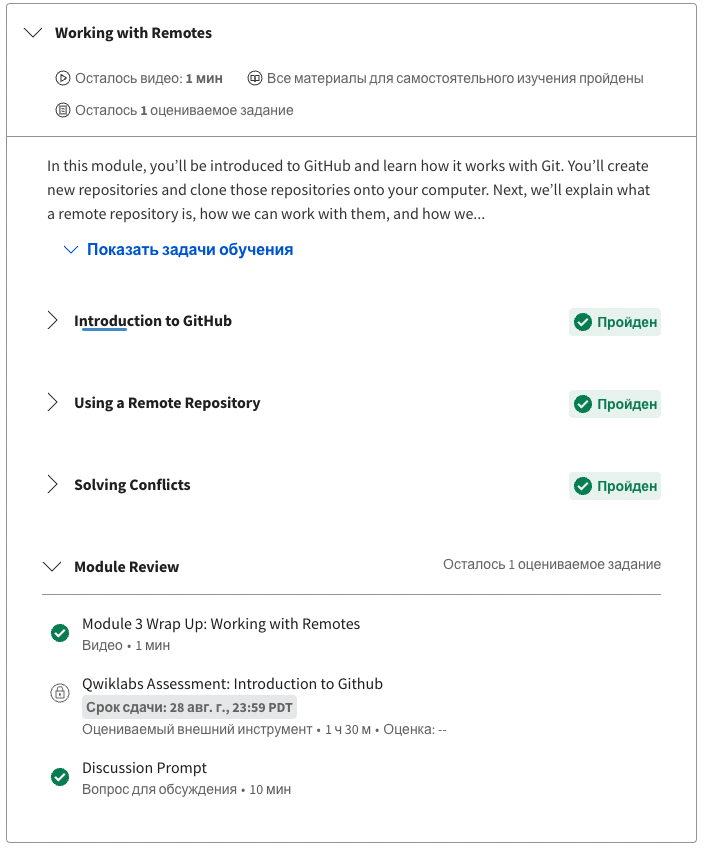 Working with Remotes
Осталось видео: 1 мин Все материалы для самостоятельного изучения пройдены
Осталось 1 оцениваемое задание
In this module, you’ll be introduced to GitHub and learn how it works with Git. You’ll create
new repositories and clone those repositories onto your computer. Next, we’ll explain what
a remote repository is, how we can work with them, and how we...
Показать задачи обучения
Introduction to GitHub Пройден
Using a Remote Repository Пройден
Solving Conflicts Пройден
Module Review Осталось 1 оцениваемое задание
Module 3 Wrap Up: Working with Remotes
Видео • 1 мин
Qwiklabs Assessment: Introduction to Github
Срок сдачи: 28 авг. г., 23:59 PDT
Оцениваемый внешний инструмент • 1 ч 30 м • Оценка: --
Discussion Prompt
Вопрос для обсуждения • 10 мин